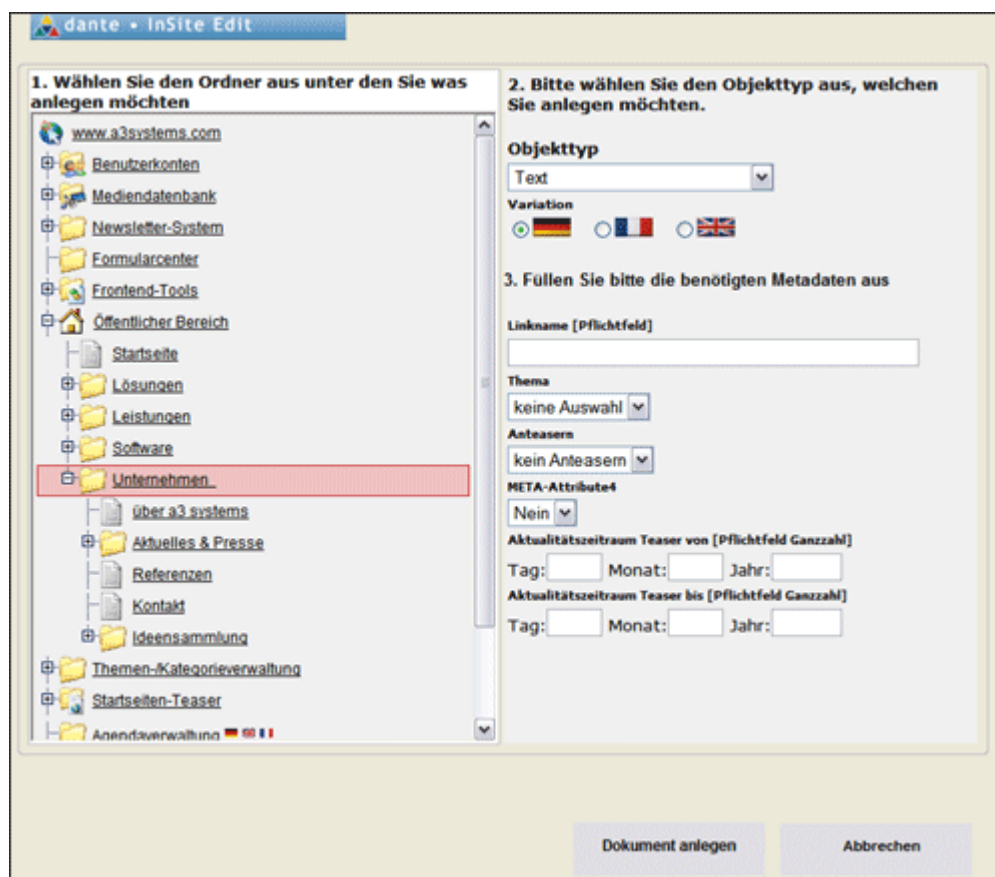 dante • InSite Edit
1. Wählen Sie den Ordner aus unter den Sie was
anlegen möchten
www.a3systems.com
Benutzerkonten
Mediendatenbank
Newsletter-System
Formularcenter
Frontend-Tools
Öffentlicher Bereich
Startseite
Lösungen
Leistungen
Software
Unternehmen
über a3 systems
Aktuelles & Presse
Referenzen
Kontakt
Ideensammlung
Themen-/Kategorieverwaltung
Startseiten-Teaser
Agendaverwaltung
2. Bitte wählen Sie den Objekttyp aus, welchen
Sie anlegen möchten.
Objekttyp
Text
Variation
3. Füllen Sie bitte die benötigten Metadaten aus
Linkname [Pflichtfeld]
Thema
keine Auswahl
Anteasern
kein Anteasern
META-Attribute4
Nein
Aktualitätszeitraum Teaser von [Pflichtfeld Ganzzahl]
Tag: Monat: Jahr:
Aktualitätszeitraum Teaser bis [Pflichtfeld Ganzzahl]
Tag: Monat: Jahr:
Dokument anlegen Abbrechen